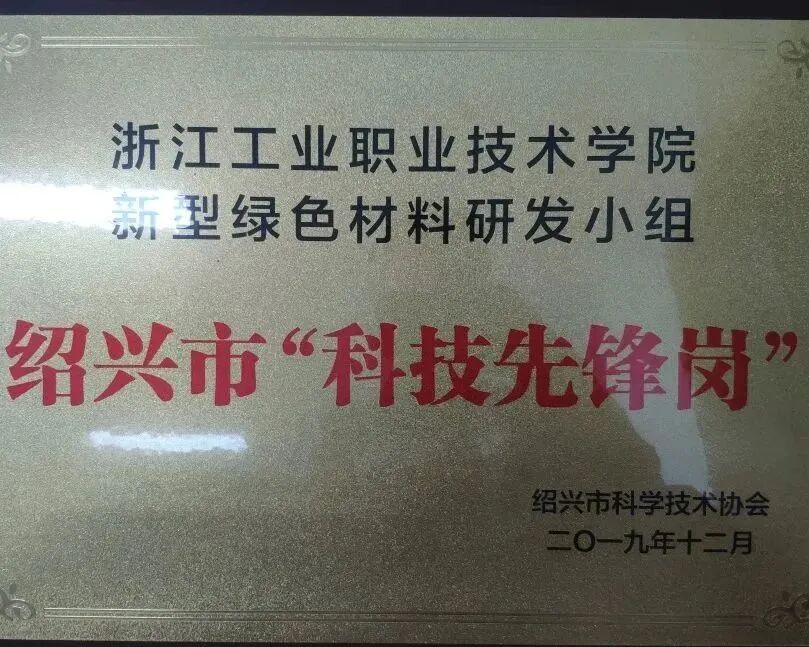 浙江工业职业技术学院
新型绿色材料研发小组
绍兴市“科技先锋岗”
绍兴市科学技术协会
二〇一九年十二月